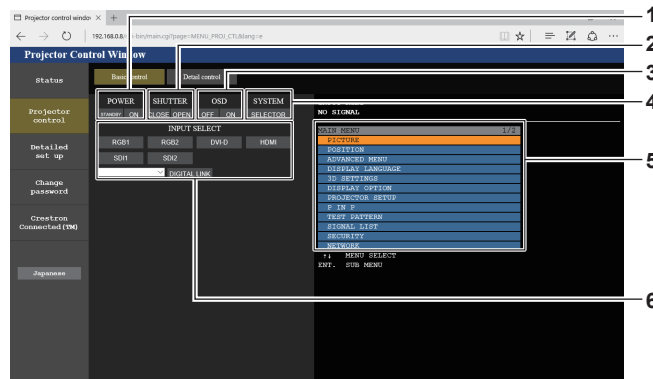 Projector control window
192.168.0.8/cgi-bin/main.cgi?page=MENU_PROJ_CTL&lang=e
Projector Control Window
Status
Projector control
Detailed set up
Change password
Crestron Connected(TM)
Japanese
Basic control
Detail control
POWER
STANDBY ON
SHUTTER
CLOSE OPEN
OSD
OFF ON
SYSTEM
SELECTOR
INPUT SELECT
RGB1 RGB2 DVI-D HDMI
SDI1 SDI2
DIGITAL LINK
NO SIGNAL
MAIN MENU 1/2
PICTURE
POSITION
ADVANCED MENU
DISPLAY LANGUAGE
3D SETTINGS
DISPLAY OPTION
PROJECTOR SETUP
P IN P
TEST PATTERN
SIGNAL LIST
SECURITY
NETWORK
↑↓ MENU SELECT
ENT. SUB MENU
1
2
3
4
5
6